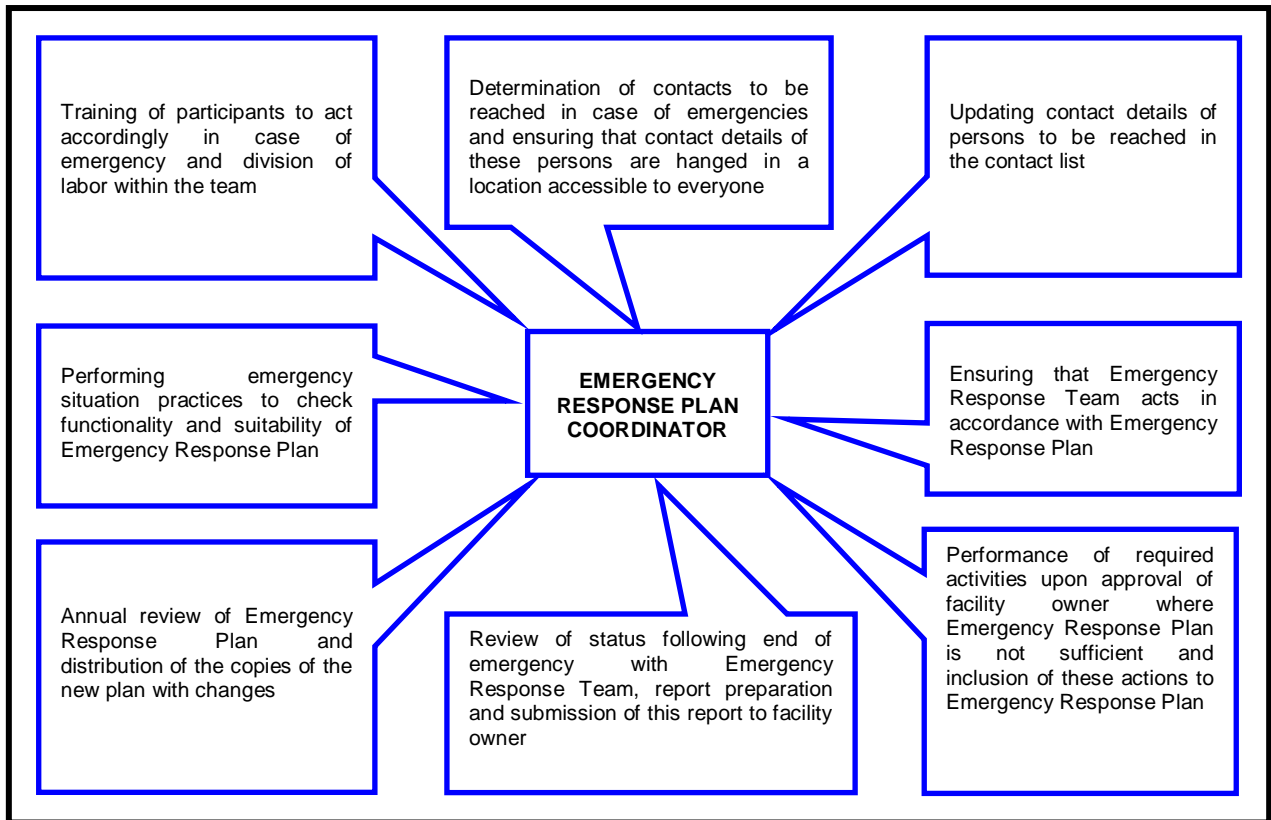 Training of participants to act
accordingly in case of
emergency and division of
labor within the team
Determination of contacts to be
reached in case of emergencies
and ensuring that contact details of
these persons are hanged in a
location accessible to everyone
Updating contact details of
persons to be reached in
the contact list
Performing emergency
situation practices to check
functionality and suitability of
Emergency Response Plan
EMERGENCY
RESPONSE PLAN
COORDINATOR
Ensuring that Emergency
Response Team acts in
accordance with Emergency
Response Plan
Annual review of Emergency
Response Plan and
distribution of the copies of the
new plan with changes
Review of status following end of
emergency with Emergency
Response Team, report preparation
and submission of this report to facility
owner
Performance of required
activities upon approval of
facility owner where
Emergency Response Plan
is not sufficient and
inclusion of these actions to
Emergency Response Plan